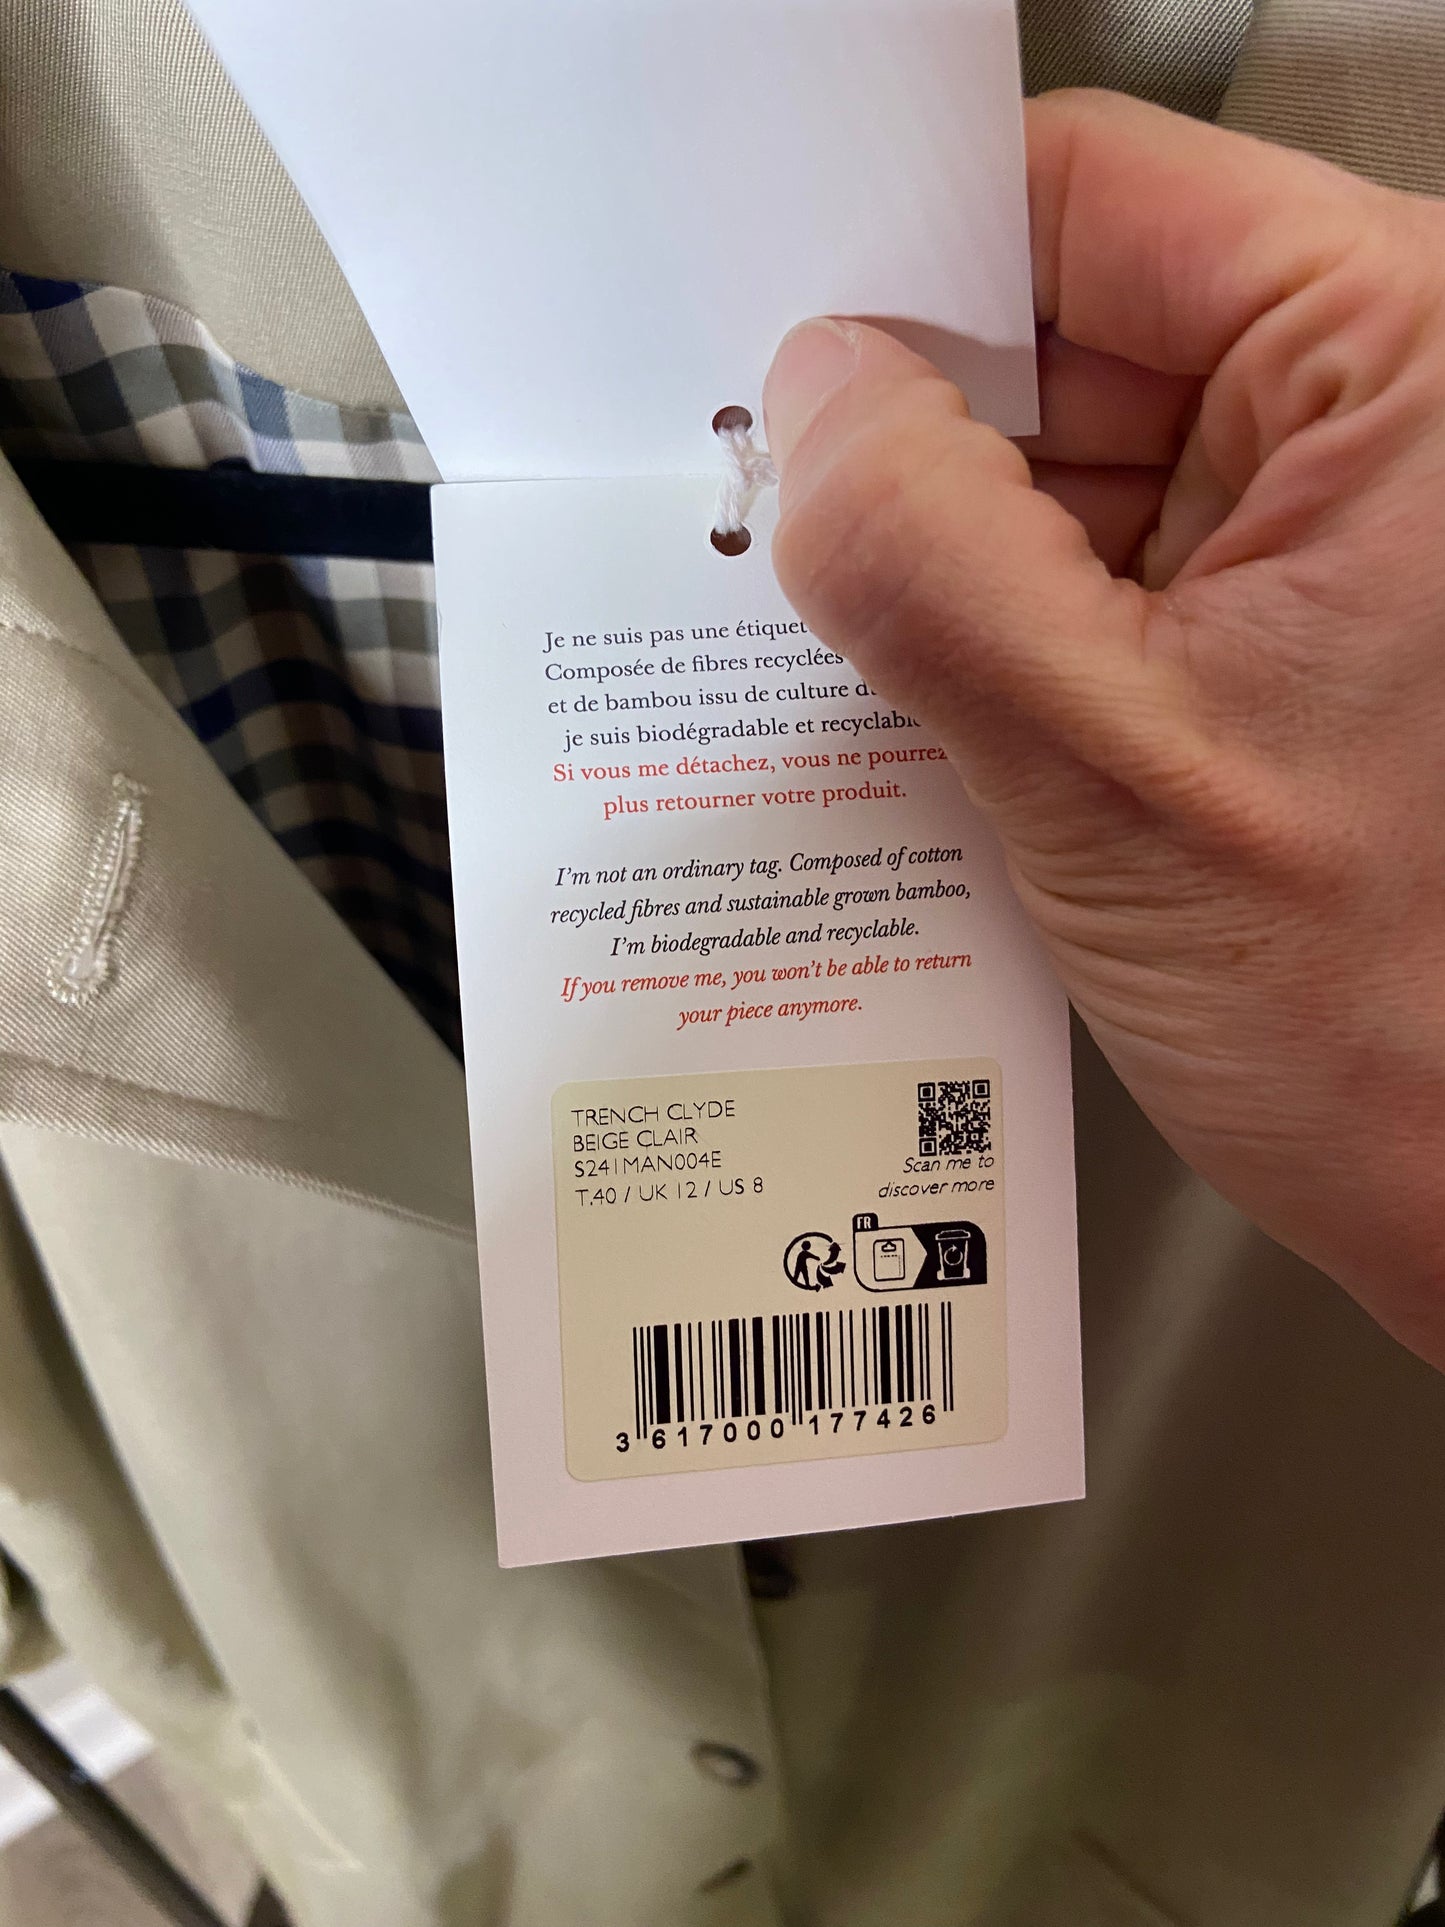 Je ne suis pas une
Composée de fibres recyclées
et de bambou issu de culture
je suis biodégradable et
Si vous me détachez, vous ne pourrez
plus retourner votre produit.
I'm not an ordinary tag. Composed of cotton
recycled fibres and sustainable grown bamboo,
I'm biodegradable and recyclable.
If you remove me, you won't be able to return
your piece anymore.
TRENCH CLYDE
BEIGE CLAIR
S241MAN004E
T.40 / UK 12 / US 8
Scan me to
discover more
FR
3 617000 177426